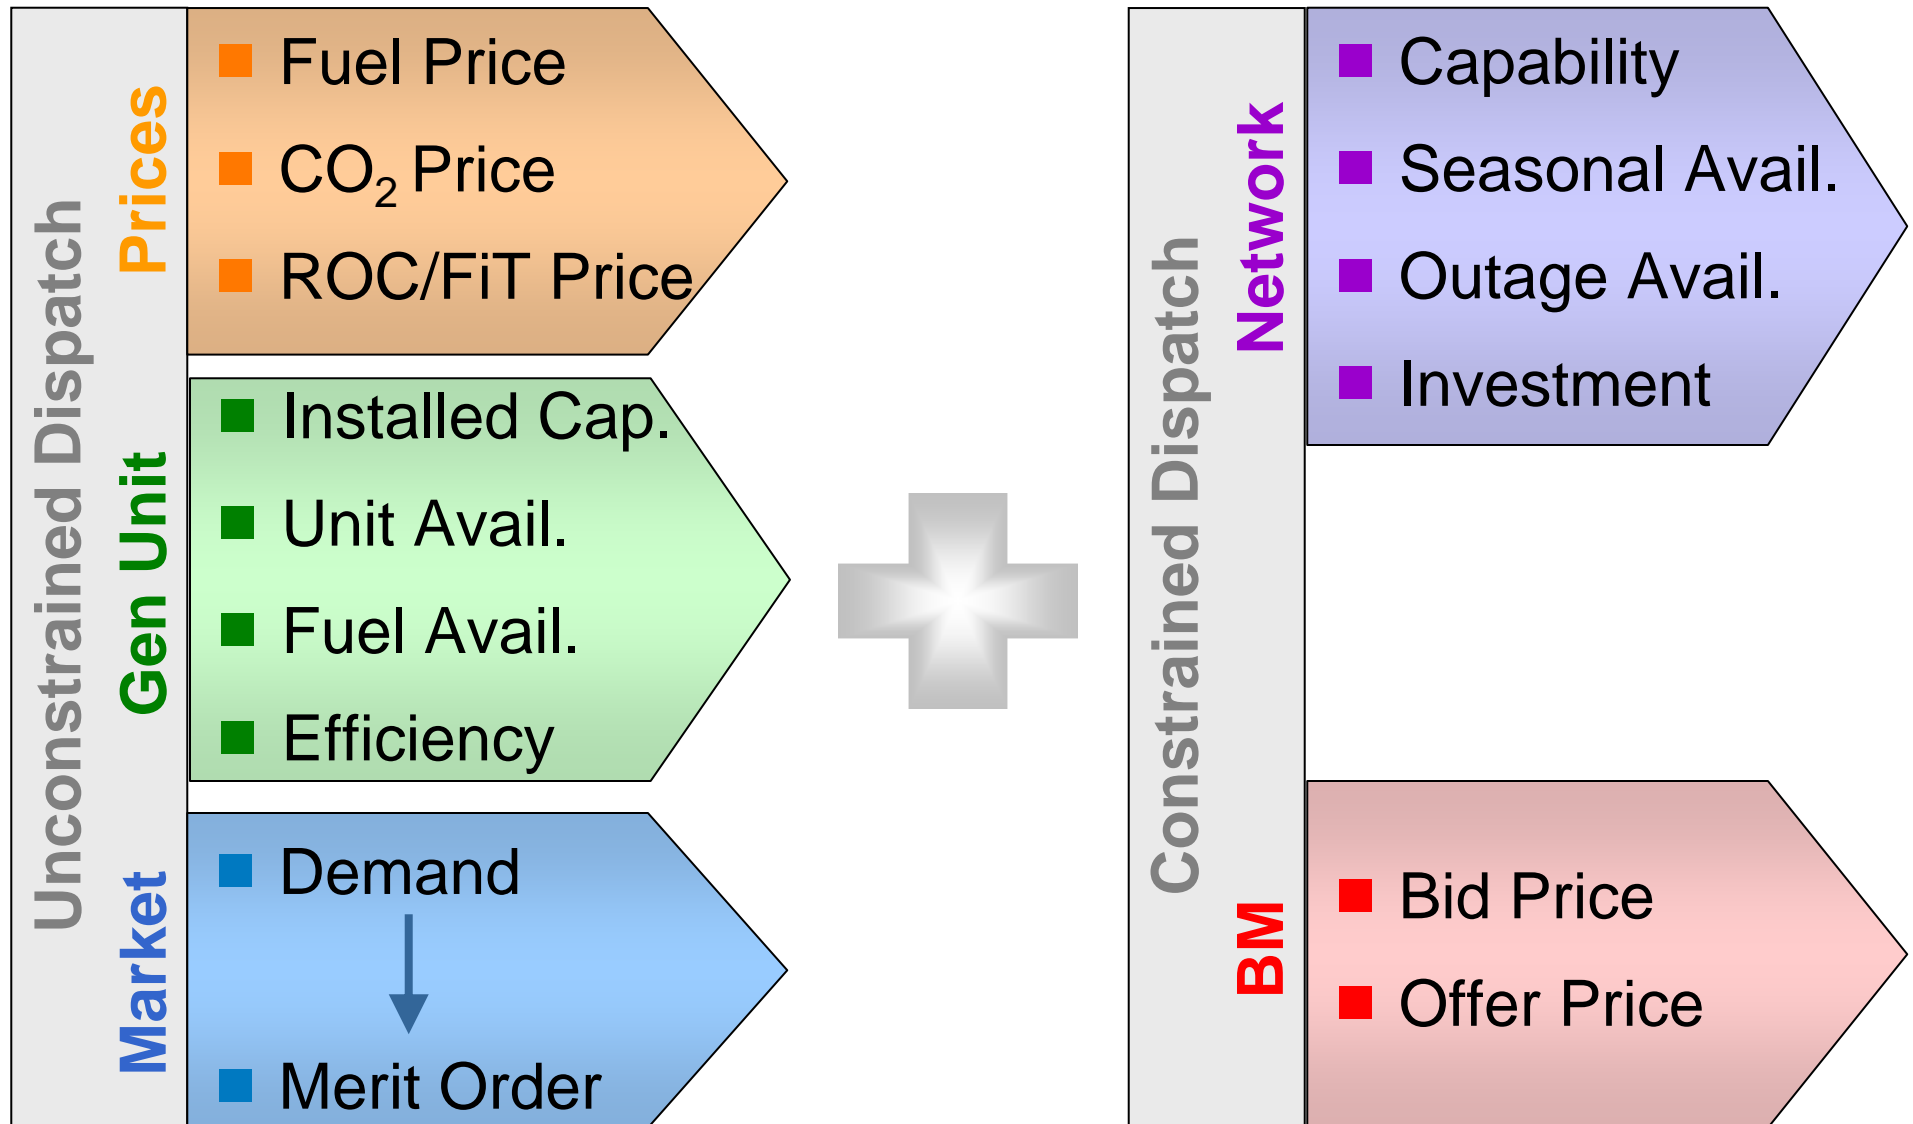 Unconstrained Dispatch
Prices
Fuel Price
CO₂ Price
ROC/FiT Price
Gen Unit
Installed Cap.
Unit Avail.
Fuel Avail.
Efficiency
Market
Demand
Merit Order
Constrained Dispatch
Network
Capability
Seasonal Avail.
Outage Avail.
Investment
BM
Bid Price
Offer Price